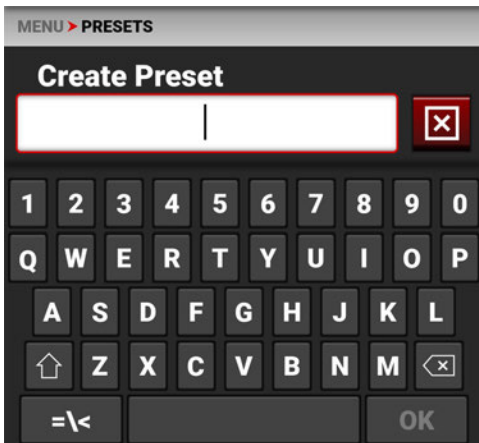 MENU > PRESETS
Create Preset
1 2 3 4 5 6 7 8 9 0
Q W E R T Y U I O P
A S D F G H J K L
Z X C V B N M
=\< OK